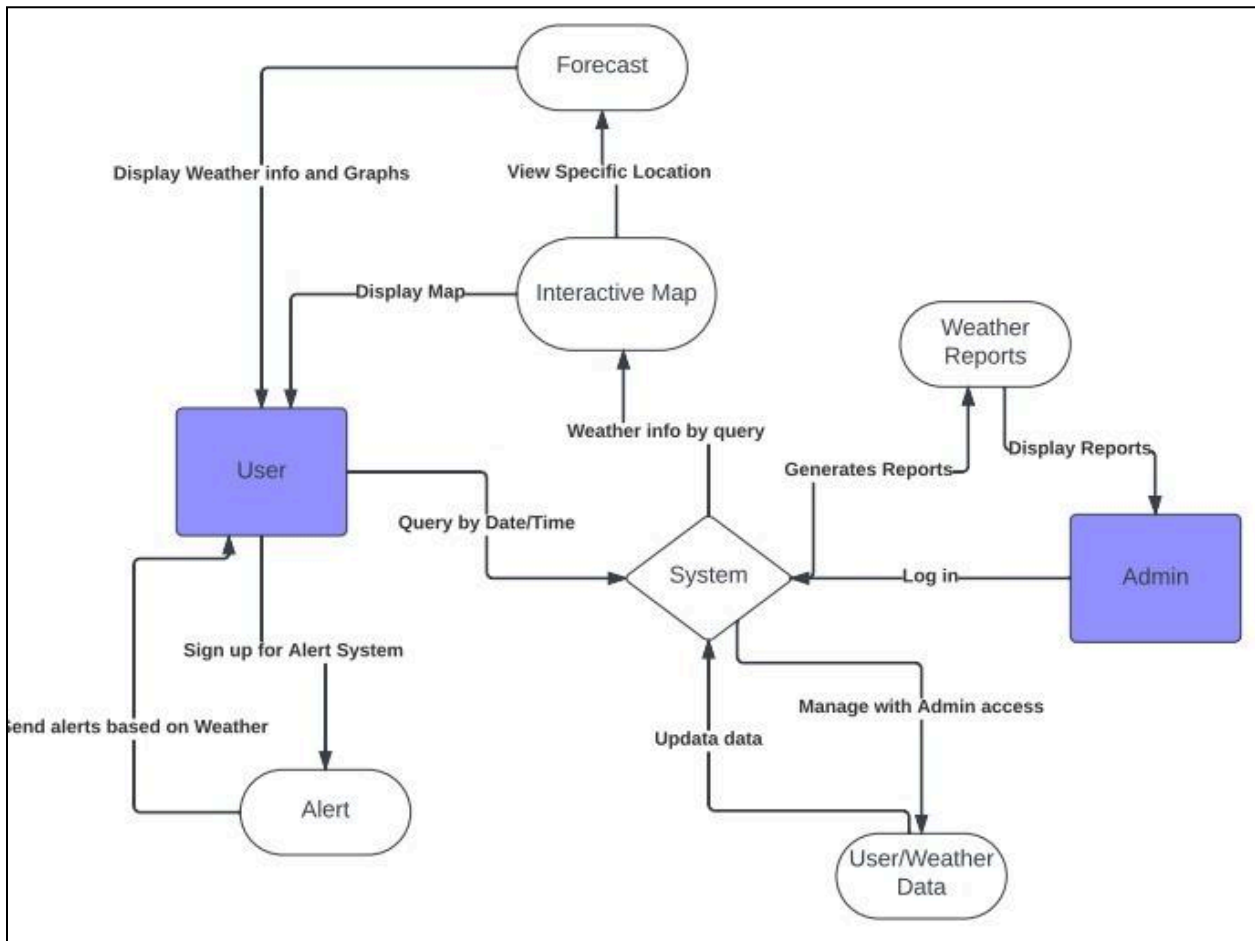 Forecast
Display Weather info and Graphs
View Specific Location
Interactive Map
Display Map
Weather
Reports
Weather info by query
Display Reports
Generates Reports
User
Query by Date/Time
System
Log in
Admin
Sign up for Alert System
Manage with Admin access
Send alerts based on Weather
Updata data
Alert
User/Weather
Data